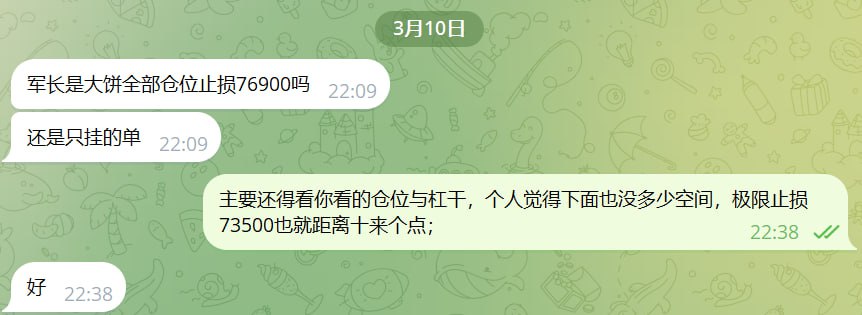 3月10日
军长是大饼全部仓位止损76900吗 22:09
还是只挂的单 22:09
主要还得看你看的仓位与杠干，个人觉得下面也没多少空间，极限止损
73500也就距离十来个点；
22:38
好 22:38